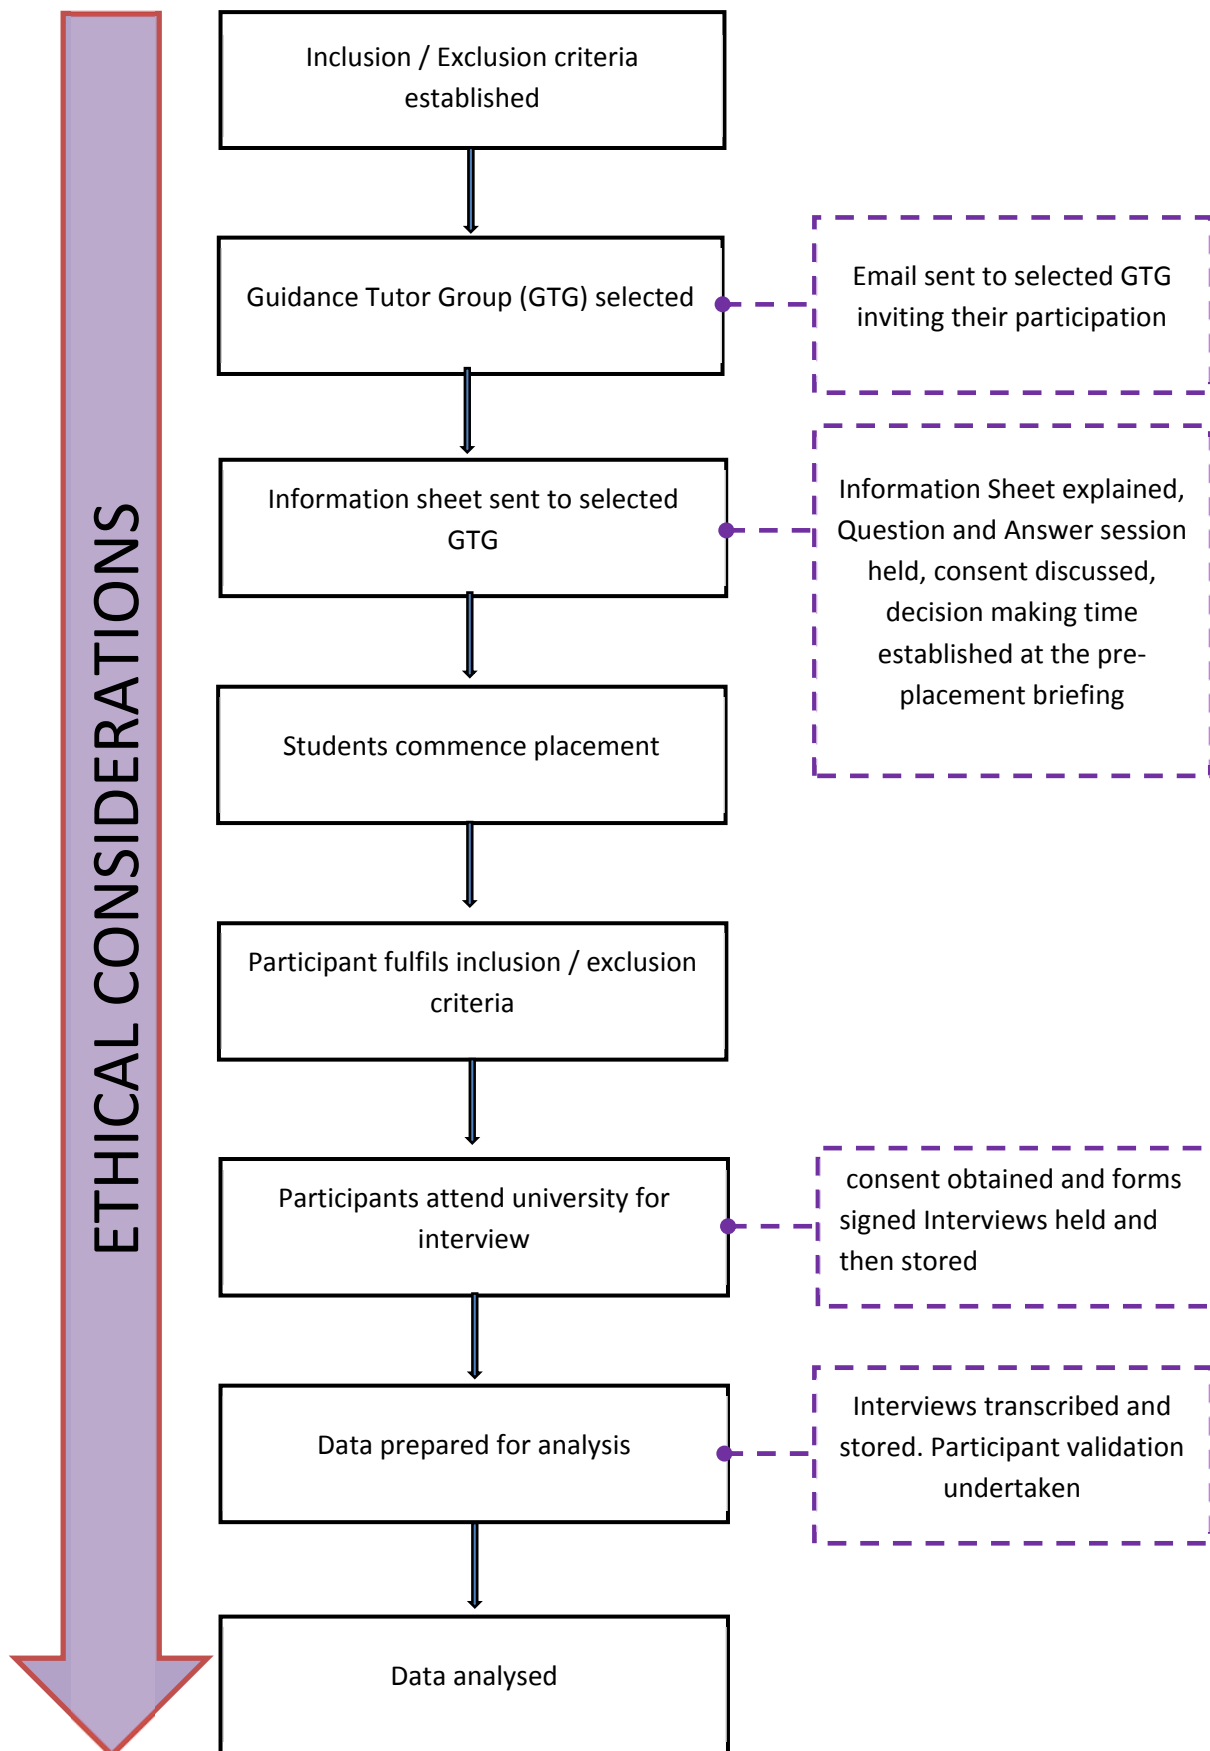 ETHICAL CONSIDERATIONS
Inclusion / Exclusion criteria
established
Guidance Tutor Group (GTG) selected
Email sent to selected GTG
inviting their participation
Information sheet sent to selected
GTG
Information Sheet explained,
Question and Answer session
held, consent discussed,
decision making time
established at the pre-
placement briefing
Students commence placement
Participant fulfils inclusion / exclusion
criteria
Participants attend university for
interview
consent obtained and forms
signed Interviews held and
then stored
Data prepared for analysis
Interviews transcribed and
stored. Participant validation
undertaken
Data analysed